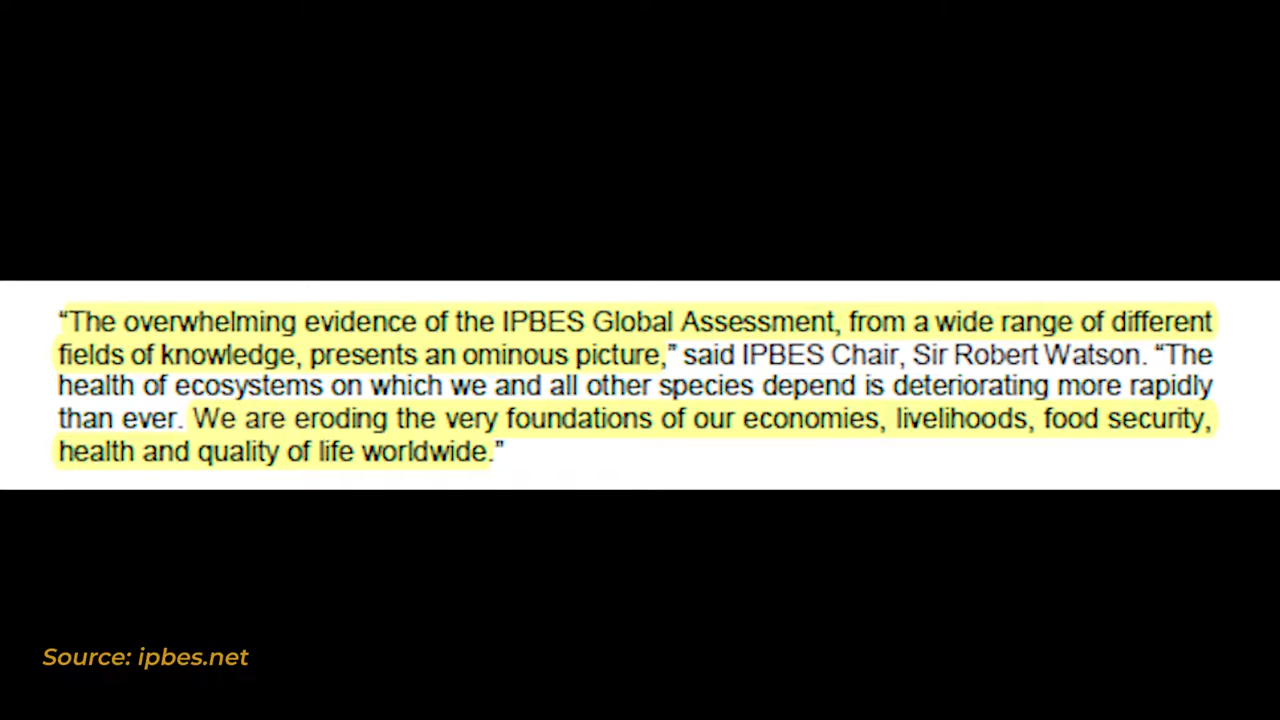 “The overwhelming evidence of the IPBES Global Assessment, from a wide range of different
fields of knowledge, presents an ominous picture,” said IPBES Chair, Sir Robert Watson. “The
health of ecosystems on which we and all other species depend is deteriorating more rapidly
than ever. We are eroding the very foundations of our economies, livelihoods, food security,
health and quality of life worldwide.”
Source: ipbes.net